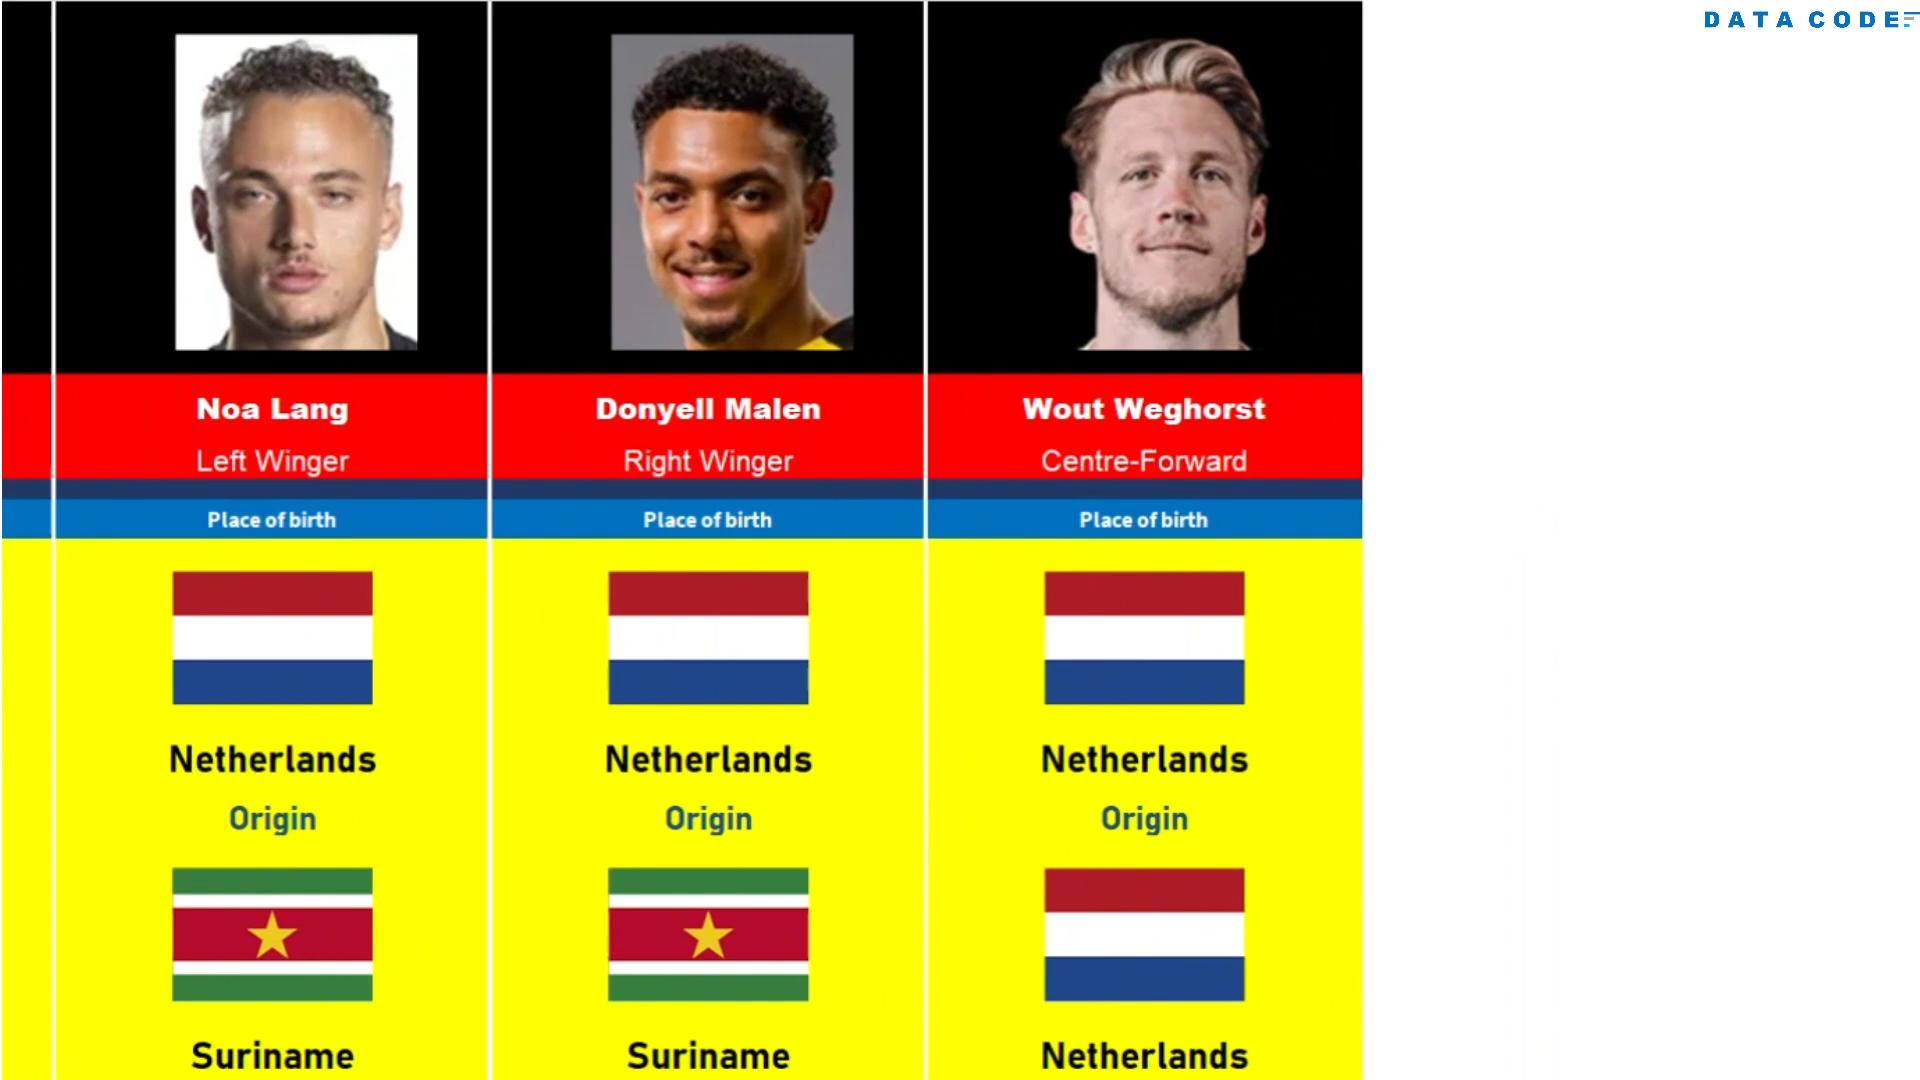 DATA CODE
Noa Lang
Left Winger
Place of birth
Netherlands
Origin
Suriname
Donyell Malen
Right Winger
Place of birth
Netherlands
Origin
Suriname
Wout Weghorst
Centre-Forward
Place of birth
Netherlands
Origin
Netherlands